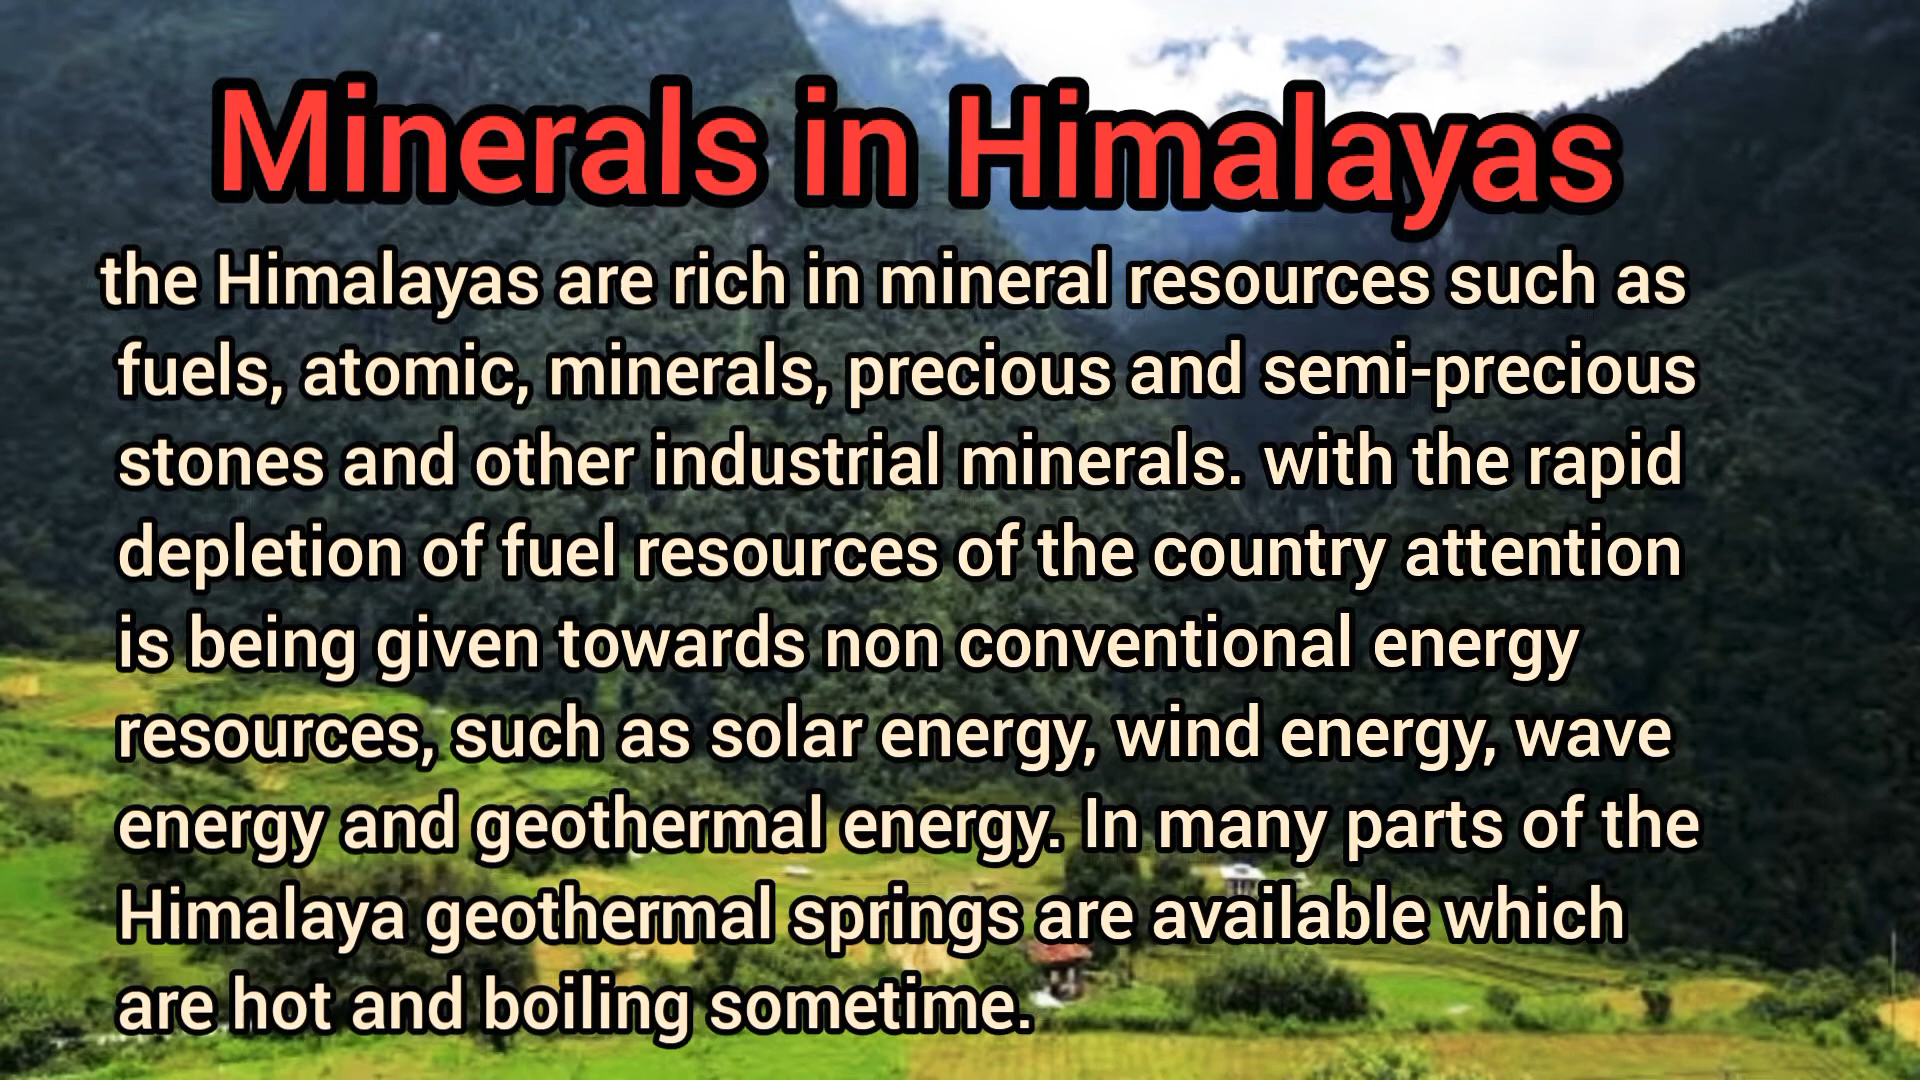 Minerals in Himalayas
the Himalayas are rich in mineral resources such as
fuels, atomic, minerals, precious and semi-precious
stones and other industrial minerals. with the rapid
depletion of fuel resources of the country attention
is being given towards non conventional energy
resources, such as solar energy, wind energy, wave
energy and geothermal energy. In many parts of the
Himalaya geothermal springs are available which
are hot and boiling sometime.